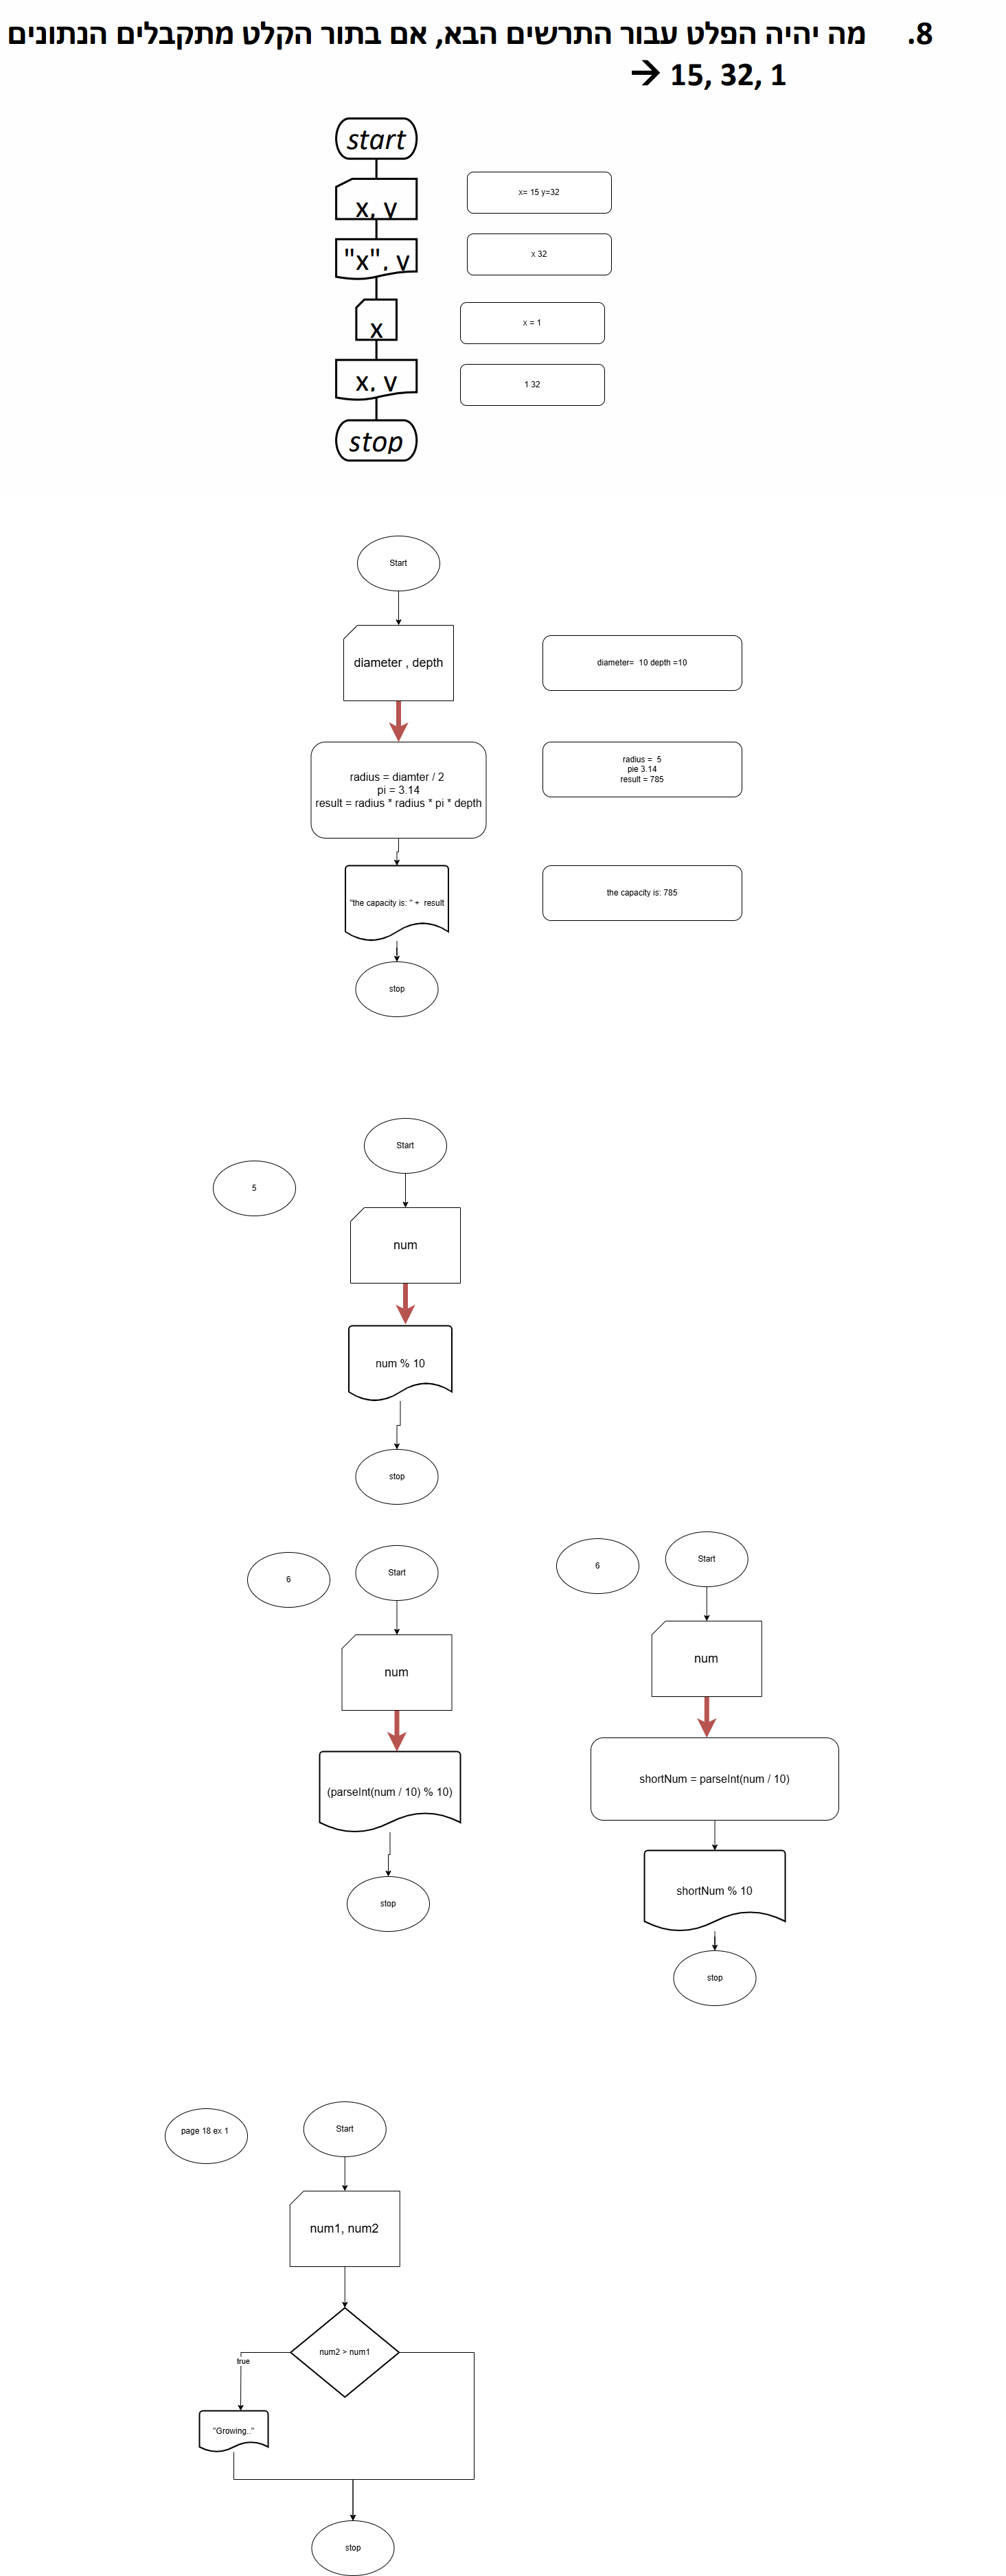 8. מה יהיה הפלט עבור התרשים הבא, אם בתור הקלט מתקבלים הנתונים
→ 15, 32, 1
start
x, y
x= 15 y=32
"x", y
x 32
x
x = 1
x, y
1 32
stop
Start
diameter , depth
diameter= 10 depth =10
radius = diamter / 2
pi = 3.14
result = radius * radius * pi * depth
radius = 5
pie 3.14
result = 785
"the capacity is: " + result
the capacity is: 785
stop
Start
5
num
num % 10
stop
6
Start
num
(parseInt(num / 10) % 10)
stop
6
Start
num
shortNum = parseInt(num / 10)
shortNum % 10
stop
page 18 ex 1
Start
num1, num2
num2 > num1
true
"Growing.."
stop